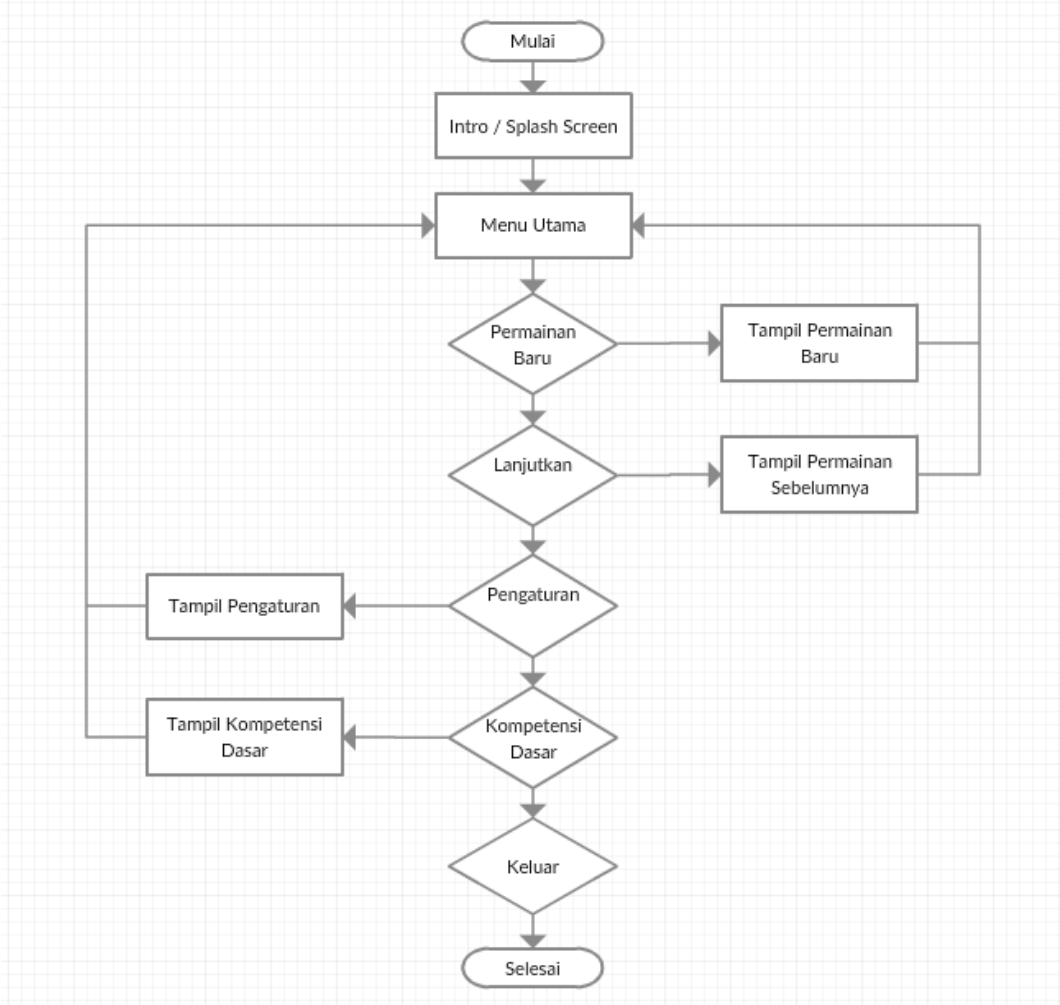 Mulai
Intro / Splash Screen
Menu Utama
Permainan
Baru
Tampil Permainan
Baru
Lanjutkan
Tampil Permainan
Sebelumnya
Pengaturan
Tampil Pengaturan
Kompetensi
Dasar
Tampil Kompetensi
Dasar
Keluar
Selesai